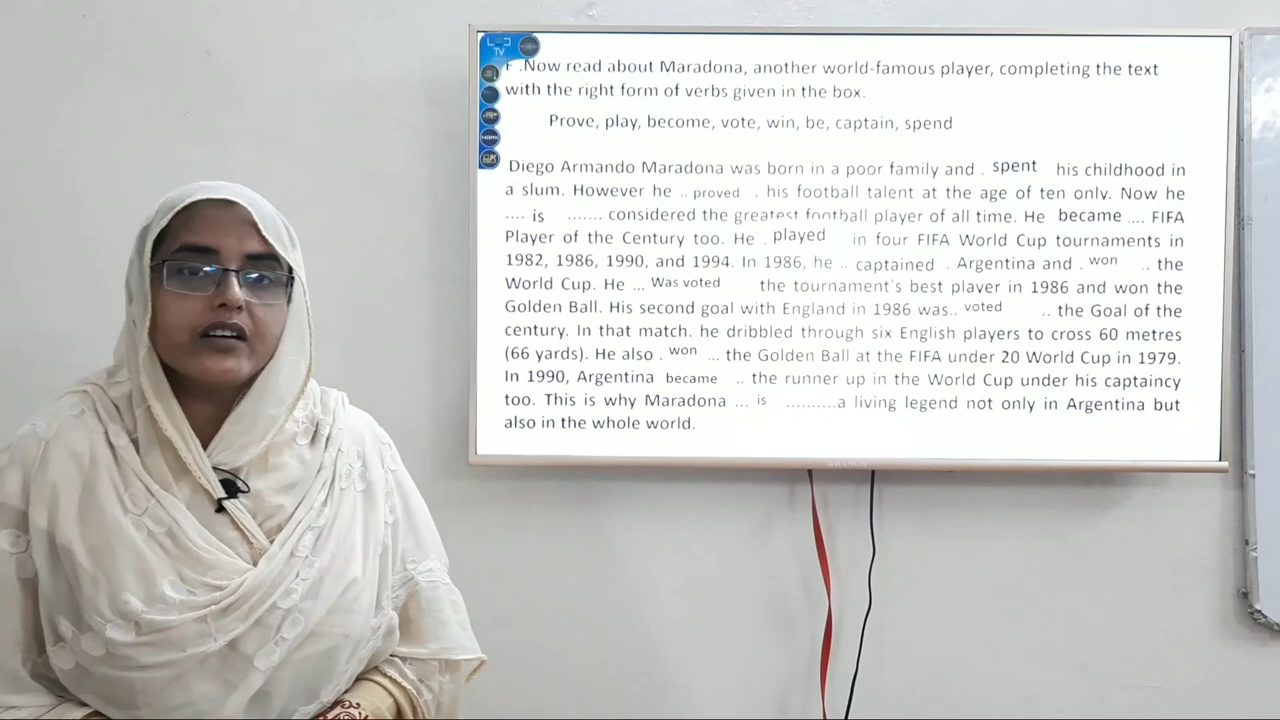 F .Now read about Maradona, another world-famous player, completing the text
with the right form of verbs given in the box.
Prove, play, become, vote, win, be, captain, spend
Diego Armando Maradona was born in a poor family and . spent his childhood in
a slum. However he .. proved . his football talent at the age of ten only. Now he
.... is ....... considered the greatest football player of all time. He became .... FIFA
Player of the Century too. He . played in four FIFA World Cup tournaments in
1982, 1986, 1990, and 1994. In 1986, he .. captained . Argentina and . won .. the
World Cup. He ... Was voted the tournament's best player in 1986 and won the
Golden Ball. His second goal with England in 1986 was.. voted .. the Goal of the
century. In that match. he dribbled through six English players to cross 60 metres
(66 yards). He also . won ... the Golden Ball at the FIFA under 20 World Cup in 1979.
In 1990, Argentina became .. the runner up in the World Cup under his captaincy
too. This is why Maradona ... is ..........a living legend not only in Argentina but
also in the whole world.
TV